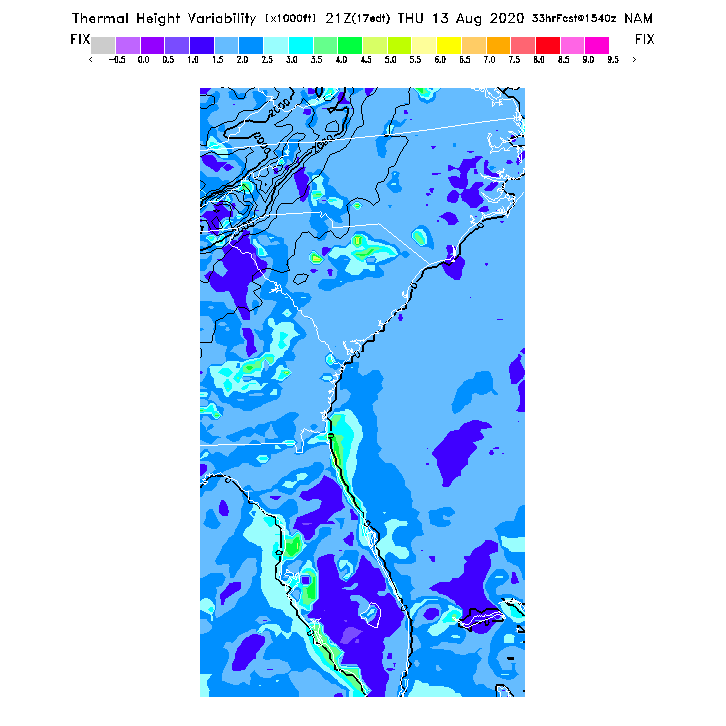 Thermal Height Variability [x1000ft] 21Z(17edt) THU 13 Aug 2020 33hrFcst@1540z NAM
FIX FIX
< -0.5 0.0 0.5 1.0 1.5 2.0 2.5 3.0 3.5 4.0 4.5 5.0 5.5 6.0 6.5 7.0 7.5 8.0 8.5 9.0 9.5 >
2000
2000